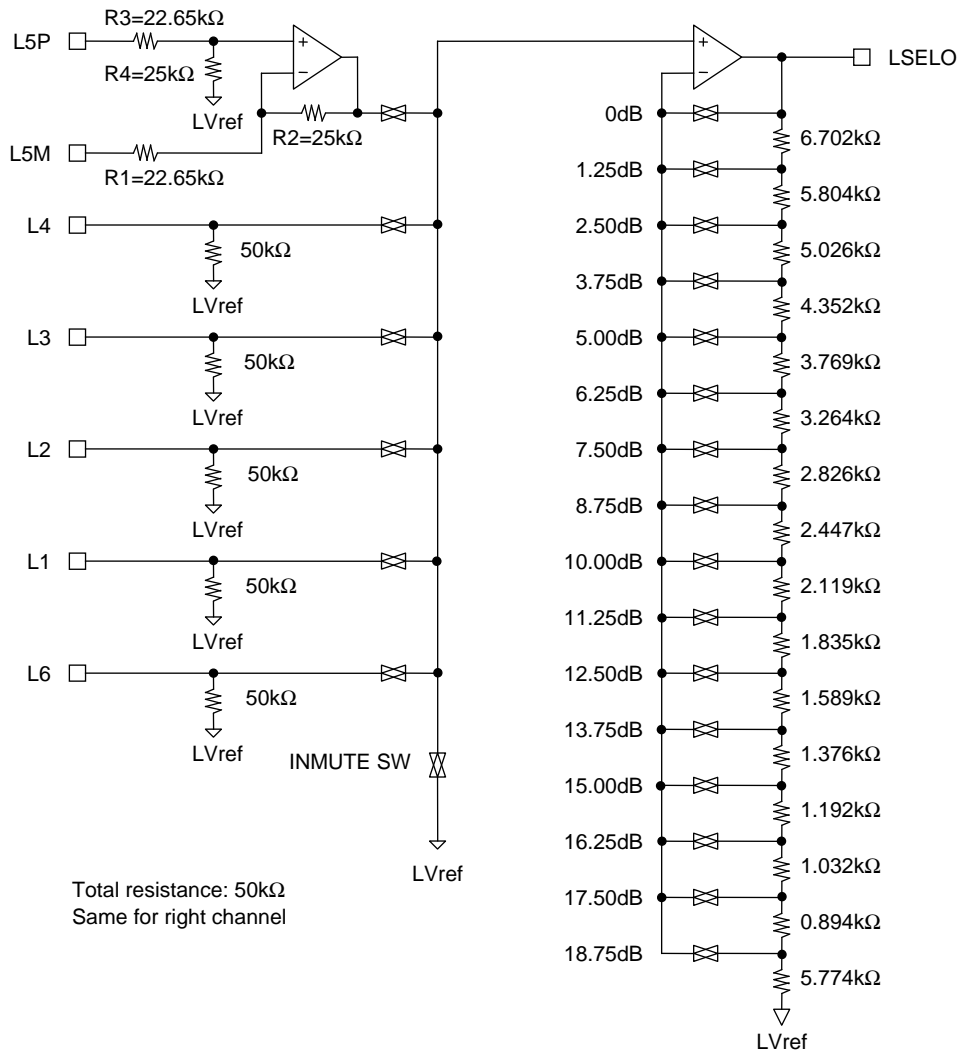 R3=22.65kΩ
L5P
R4=25kΩ
LVref
R2=25kΩ
L5M
R1=22.65kΩ
L4
50kΩ
LVref
L3
50kΩ
LVref
L2
50kΩ
LVref
L1
50kΩ
LVref
L6
50kΩ
LVref
INMUTE SW
LVref
Total resistance: 50kΩ
Same for right channel
+
−
+
−
LSELO
0dB
6.702kΩ
1.25dB
5.804kΩ
2.50dB
5.026kΩ
3.75dB
4.352kΩ
5.00dB
3.769kΩ
6.25dB
3.264kΩ
7.50dB
2.826kΩ
8.75dB
2.447kΩ
10.00dB
2.119kΩ
11.25dB
1.835kΩ
12.50dB
1.589kΩ
13.75dB
1.376kΩ
15.00dB
1.192kΩ
16.25dB
1.032kΩ
17.50dB
0.894kΩ
18.75dB
5.774kΩ
LVref